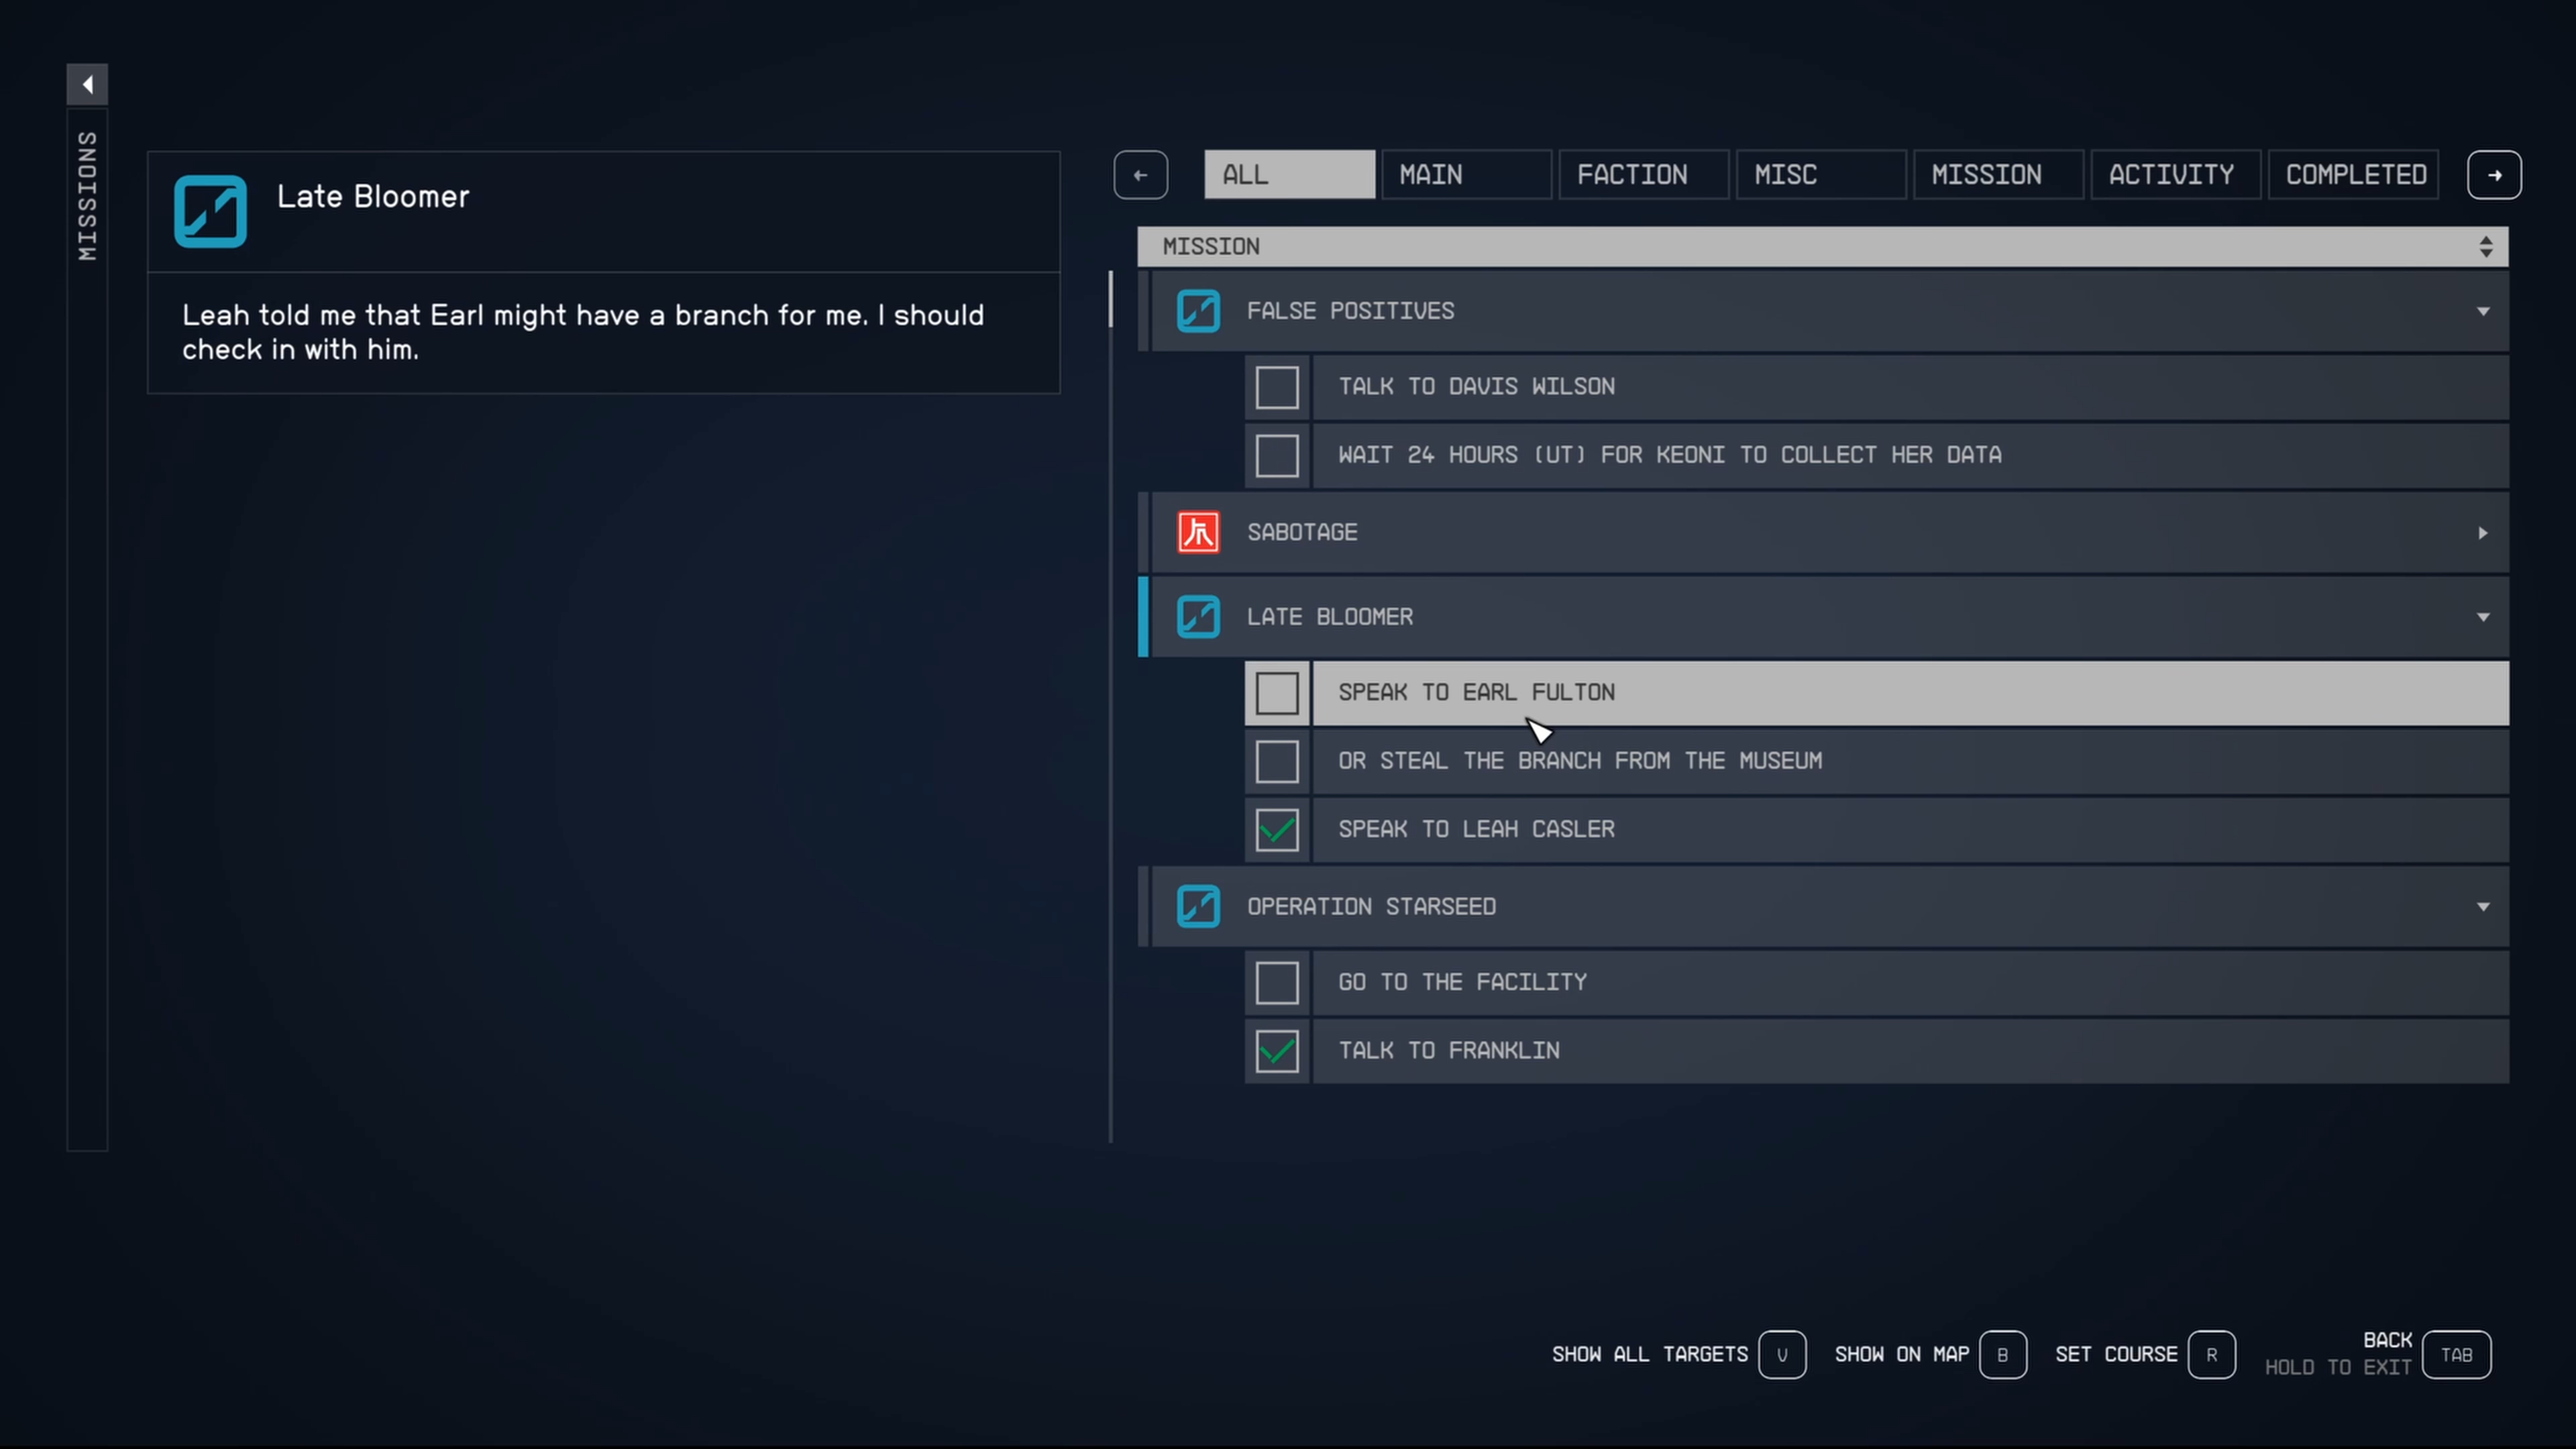 MISSIONS
Late Bloomer
Leah told me that Earl might have a branch for me. I should
check in with him.
ALL
MAIN
FACTION
MISC
MISSION
ACTIVITY
COMPLETED
MISSION
FALSE POSITIVES
TALK TO DAVIS WILSON
WAIT 24 HOURS (UT) FOR KEONI TO COLLECT HER DATA
SABOTAGE
LATE BLOOMER
SPEAK TO EARL FULTON
OR STEAL THE BRANCH FROM THE MUSEUM
SPEAK TO LEAH CASLER
OPERATION STARSEED
GO TO THE FACILITY
TALK TO FRANKLIN
SHOW ALL TARGETS V
SHOW ON MAP B
SET COURSE R
BACK
HOLD TO EXIT
TAB